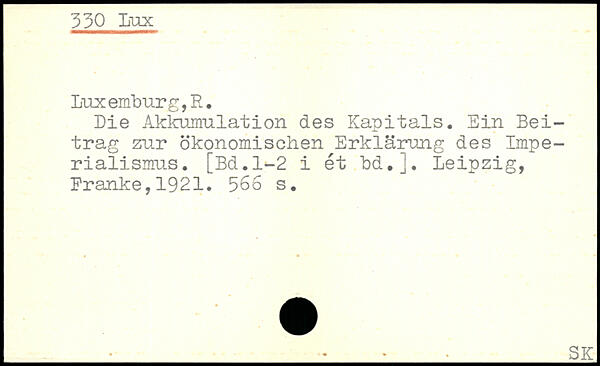 330 Lux
Luxemburg,R.
Die Akkumulation des Kapitals. Ein Bei-
trag zur ökonomischen Erklärung des Impe-
rialismus. [Bd.1-2 i ét bd.]. Leipzig,
Franke,1921. 566 s.
SK